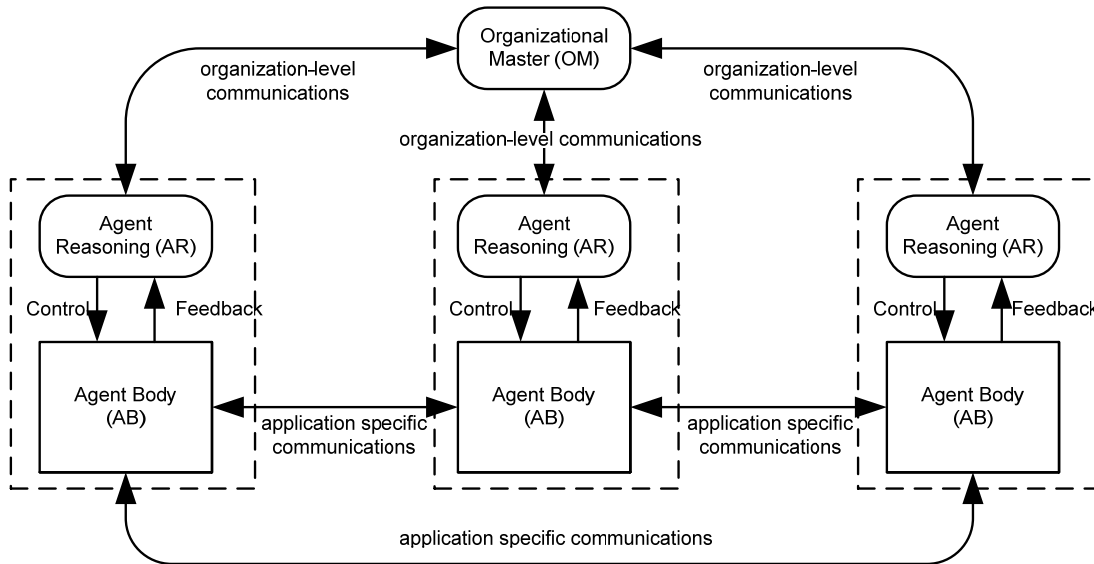 Organizational
Master (OM)
organization-level
communications
organization-level
communications
organization-level communications
Agent
Reasoning (AR)
Agent
Reasoning (AR)
Agent
Reasoning (AR)
Control
Feedback
Control
Feedback
Control
Feedback
Agent Body
(AB)
Agent Body
(AB)
Agent Body
(AB)
application specific
communications
application specific
communications
application specific communications